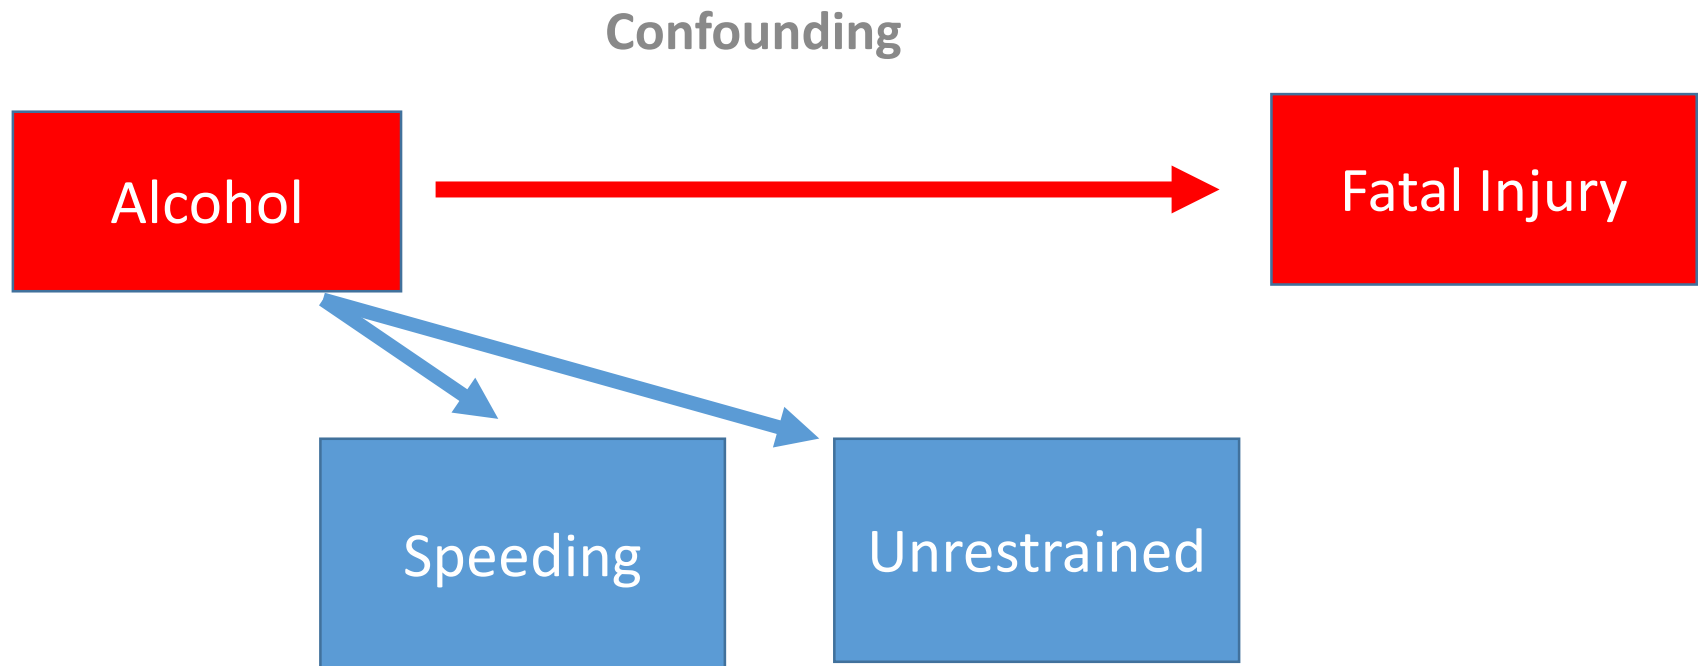 Confounding
Alcohol
Fatal Injury
Speeding
Unrestrained